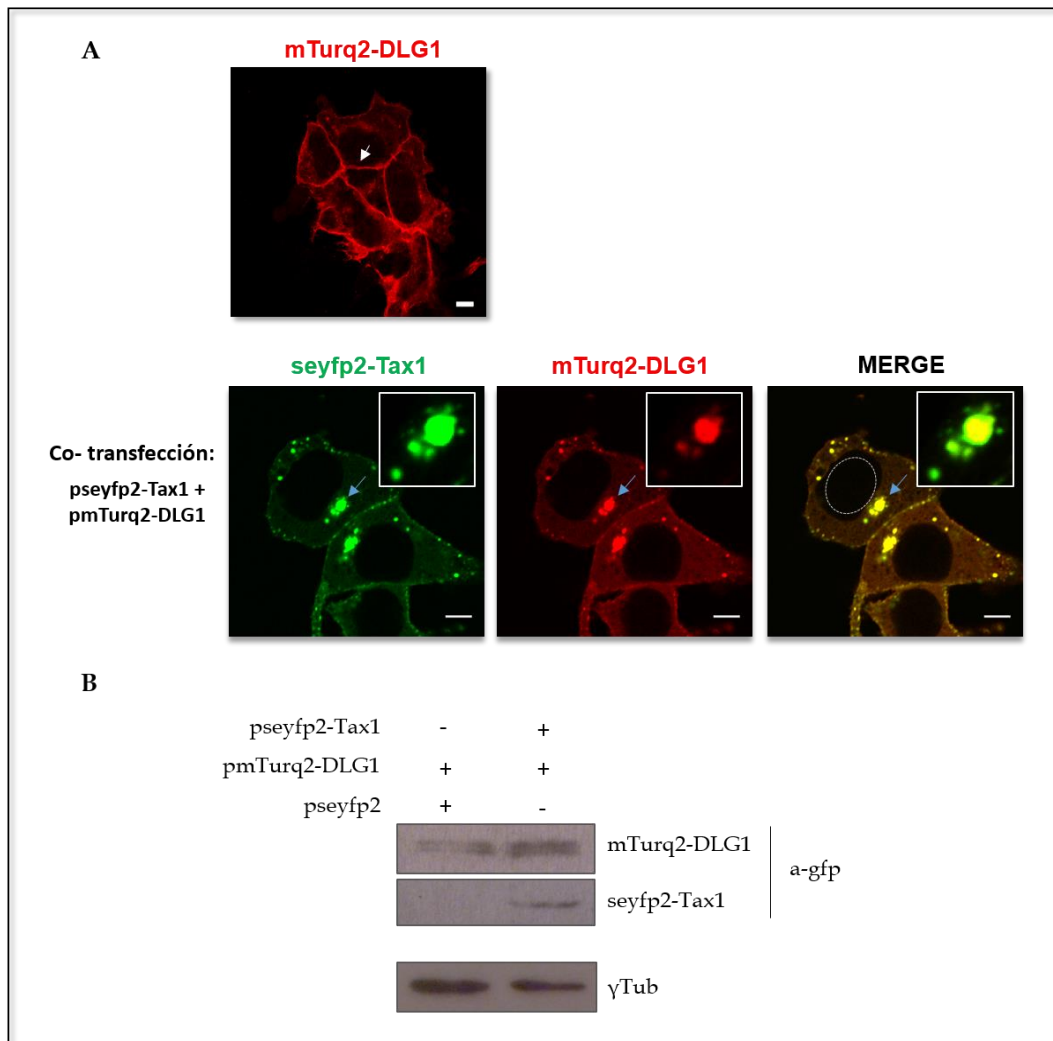 A
mTurq2-DLG1
seyfp2-Tax1 mTurq2-DLG1 MERGE
Co- transfección:
pseyfp2-Tax1 +
pmTurq2-DLG1
B
pseyfp2-Tax1 - +
pmTurq2-DLG1 + +
pseyfp2 + -
mTurq2-DLG1
a-gfp
seyfp2-Tax1
γTub